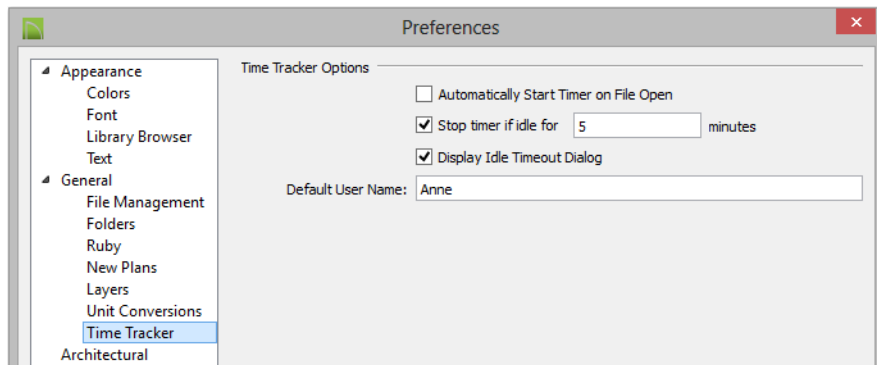 Preferences
Appearance
Colors
Font
Library Browser
Text
General
File Management
Folders
Ruby
New Plans
Layers
Unit Conversions
Time Tracker
Architectural
Time Tracker Options
Automatically Start Timer on File Open
Stop timer if idle for 5 minutes
Display Idle Timeout Dialog
Default User Name: Anne